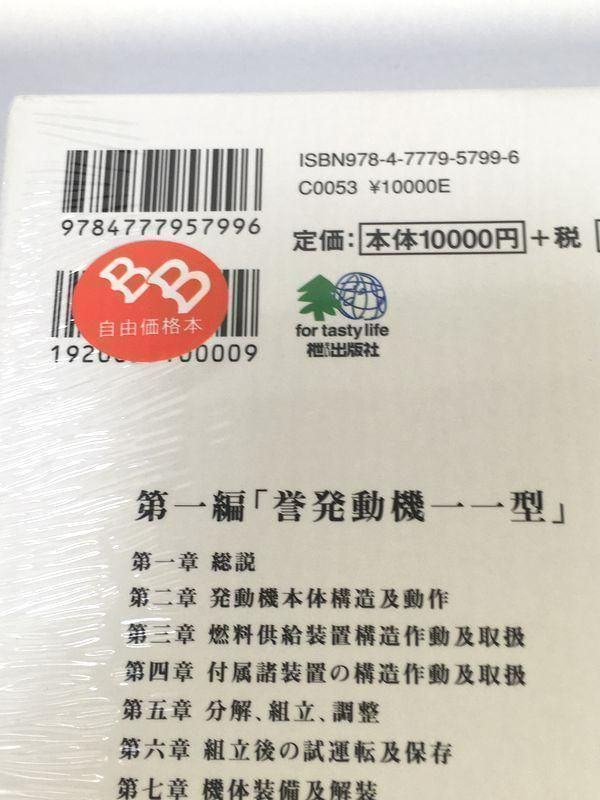 ISBN978-4-7779-5799-6
C0053 ¥10000E
9784777957996
定価：本体10000円＋税
BB
自由価格本
for tasty life
枻出版社
第一編「誉発動機一一型」
第一章 総説
第二章 発動機本体構造及動作
第三章 燃料供給装置構造作動及取扱
第四章 付属諸装置の構造作動及取扱
第五章 分解、組立、調整
第六章 組立後の試運転及保存
第七章 機体装備及解装